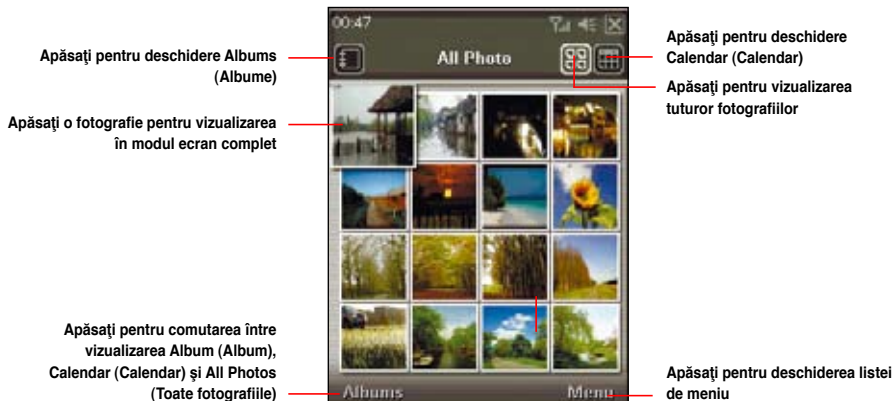 00:47
All Photo
Apăsaţi pentru deschidere Albums
(Albume)
Apăsaţi o fotografie pentru vizualizarea
în modul ecran complet
Apăsaţi pentru comutarea între
vizualizarea Album (Album),
Calendar (Calendar) şi All Photos
(Toate fotografiile)
Albums
Menu
Apăsaţi pentru deschidere
Calendar (Calendar)
Apăsaţi pentru vizualizarea
tuturor fotografiilor
Apăsaţi pentru deschiderea listei
de meniu